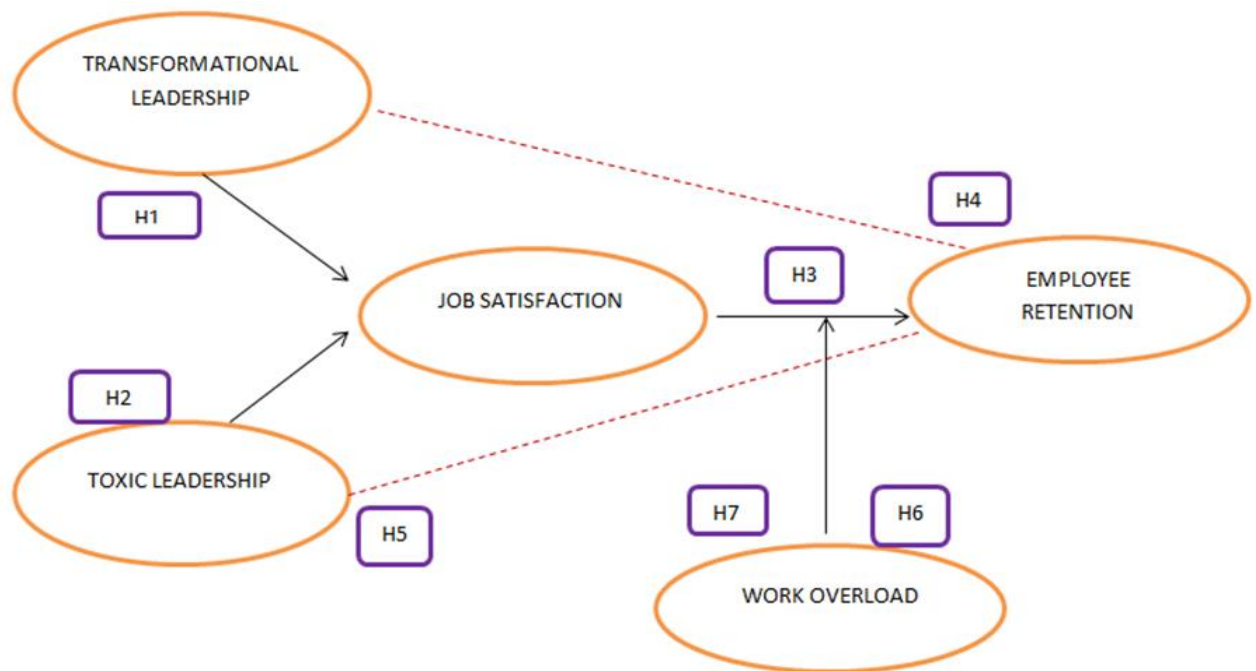 TRANSFORMATIONAL
LEADERSHIP
H1
H4
H3
EMPLOYEE
RETENTION
JOB SATISFACTION
H2
TOXIC LEADERSHIP
H5
H7
H6
WORK OVERLOAD